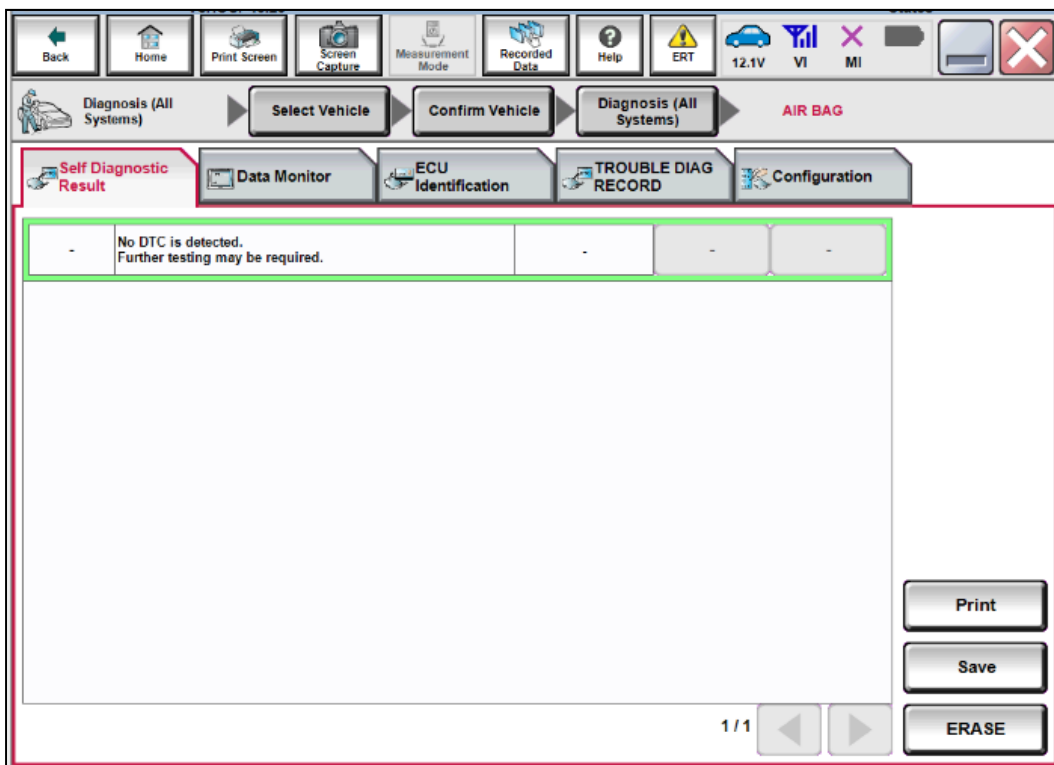 Back
Home
Print Screen
Screen
Capture
Measurement
Mode
Recorded
Data
Help
ERT
12.1V
VI
MI
Diagnosis (All
Systems)
Select Vehicle
Confirm Vehicle
Diagnosis (All
Systems)
AIR BAG
Self Diagnostic
Result
Data Monitor
ECU
Identification
TROUBLE DIAG
RECORD
Configuration
-
No DTC is detected.
Further testing may be required.
-
-
-
Print
Save
1 / 1
ERASE